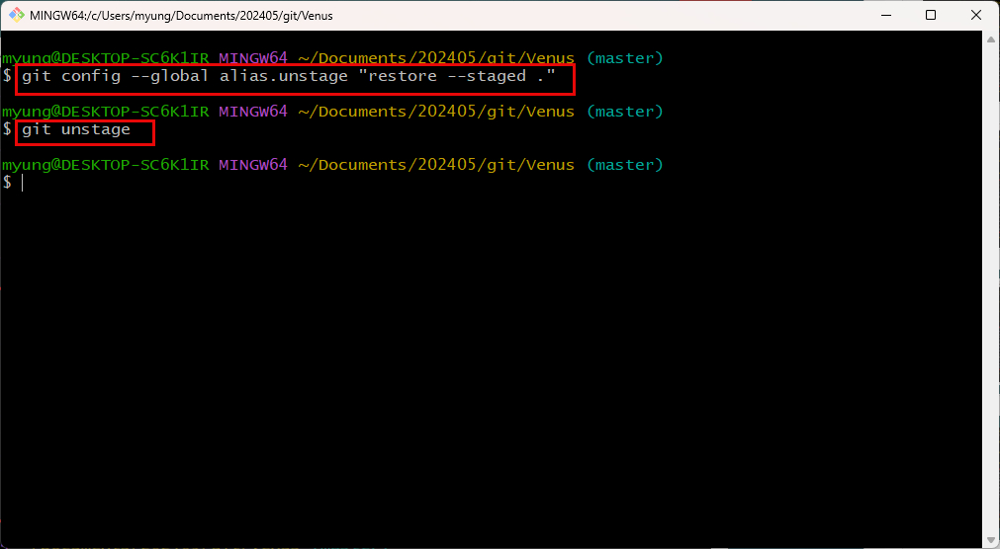 MINGW64:/c/Users/myung/Documents/202405/git/Venus
myung@DESKTOP-SC6K1IR MINGW64 ~/Documents/202405/git/Venus (master)
$ git config --global alias.unstage "restore --staged ."
myung@DESKTOP-SC6K1IR MINGW64 ~/Documents/202405/git/Venus (master)
$ git unstage
myung@DESKTOP-SC6K1IR MINGW64 ~/Documents/202405/git/Venus (master)
$